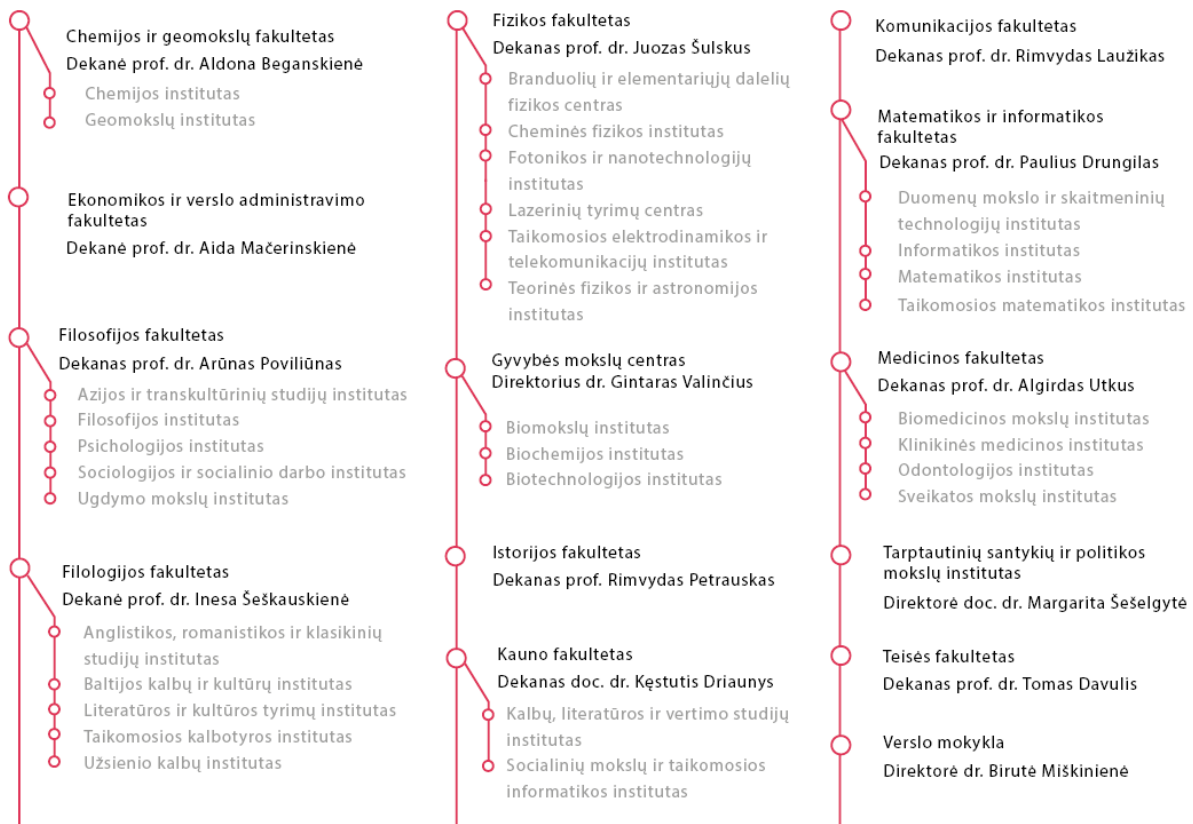 Chemijos ir geomokslų fakultetas
Dekanė prof. dr. Aldona Beganskienė
Chemijos institutas
Geomokslų institutas
Ekonomikos ir verslo administravimo
fakultetas
Dekanė prof. dr. Aida Mačerinskienė
Filosofijos fakultetas
Dekanas prof. dr. Arūnas Poviliūnas
Azijos ir transkultūrinių studijų institutas
Filosofijos institutas
Psichologijos institutas
Sociologijos ir socialinio darbo institutas
Ugdymo mokslų institutas
Filologijos fakultetas
Dekanė prof. dr. Inesa Šeškauskienė
Anglistikos, romanistikos ir klasikinių
studijų institutas
Baltijos kalbų ir kultūrų institutas
Literatūros ir kultūros tyrimų institutas
Taikomosios kalbotyros institutas
Užsienio kalbų institutas
Fizikos fakultetas
Dekanas prof. dr. Juozas Šulskus
Branduolių ir elementariųjų dalelių
fizikos centras
Cheminės fizikos institutas
Fotonikos ir nanotechnologijų
institutas
Lazerinių tyrimų centras
Taikomosios elektrodinamikos ir
telekomunikacijų institutas
Teorinės fizikos ir astronomijos
institutas
Gyvybės mokslų centras
Direktorius dr. Gintaras Valinčius
Biomokslų institutas
Biochemijos institutas
Biotechnologijos institutas
Istorijos fakultetas
Dekanas prof. Rimvydas Petrauskas
Kauno fakultetas
Dekanas doc. dr. Kęstutis Driaunys
Kalbų, literatūros ir vertimo studijų
institutas
Socialinių mokslų ir taikomosios
informatikos institutas
Komunikacijos fakultetas
Dekanas prof. dr. Rimvydas Laužikas
Matematikos ir informatikos
fakultetas
Dekanas prof. dr. Paulius Drungilas
Duomenų mokslo ir skaitmeninių
technologijų institutas
Informatikos institutas
Matematikos institutas
Taikomosios matematikos institutas
Medicinos fakultetas
Dekanas prof. dr. Algirdas Utkus
Biomedicinos mokslų institutas
Klinikinės medicinos institutas
Odontologijos institutas
Sveikatos mokslų institutas
Tarptautinių santykių ir politikos
mokslų institutas
Direktorė doc. dr. Margarita Šešelgytė
Teisės fakultetas
Dekanas prof. dr. Tomas Davulis
Verslo mokykla
Direktorė dr. Birutė Miškinienė